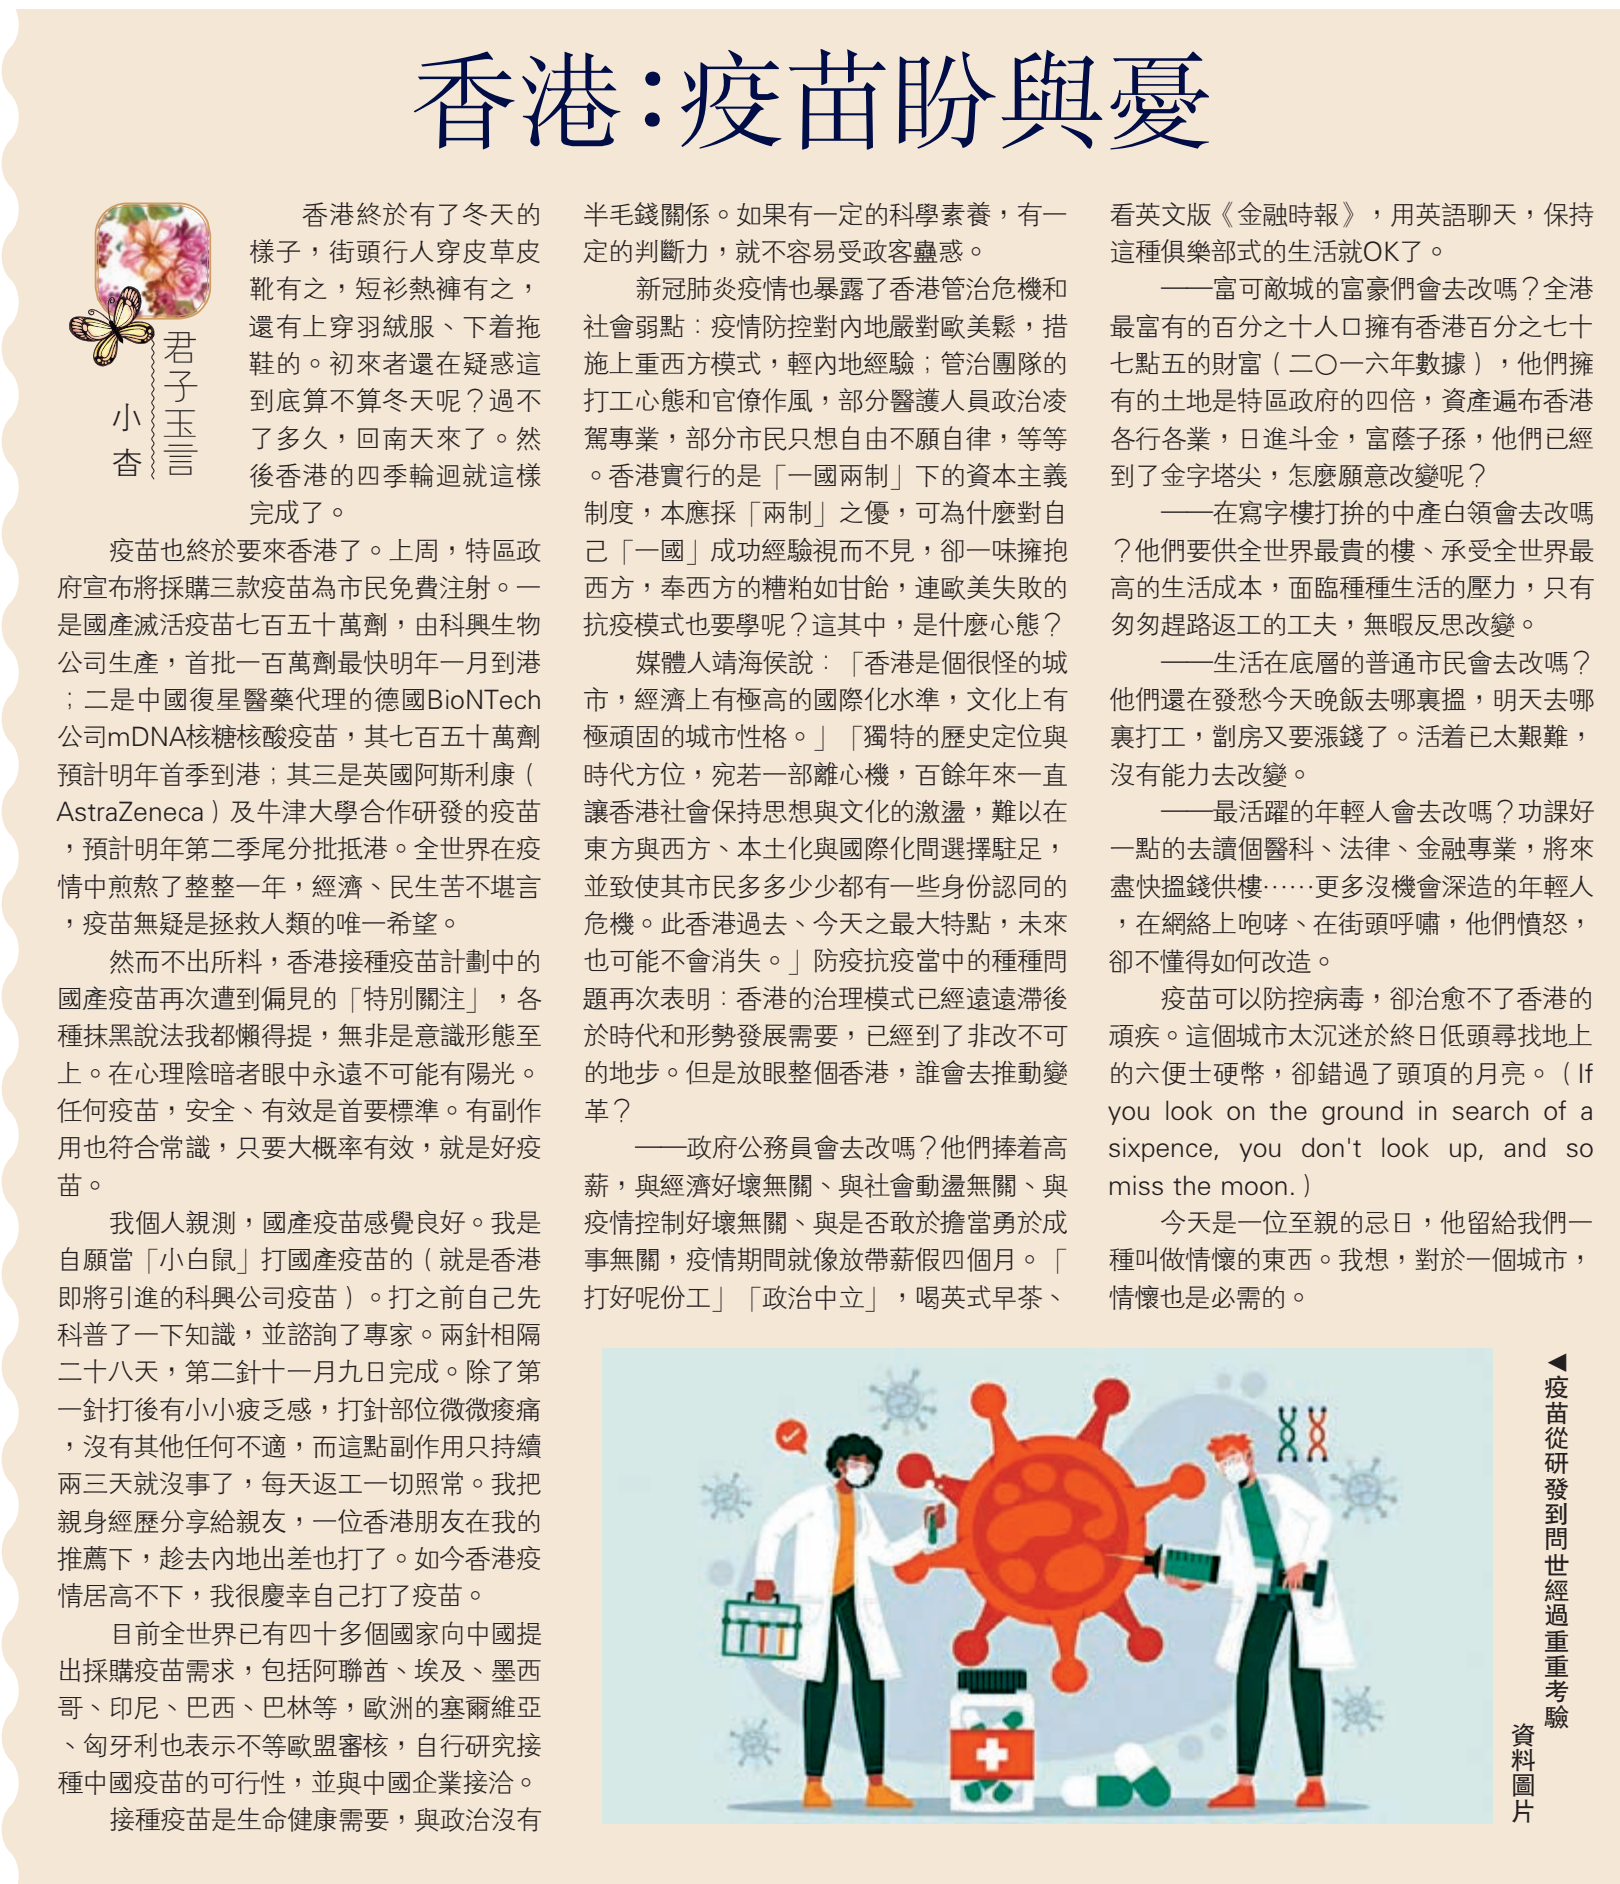 香港：疫苗盼與憂
君子玉言
小杳
香港終於有了冬天的
樣子，街頭行人穿皮草皮
靴有之，短衫熱褲有之，
還有上穿羽絨服、下着拖
鞋的。初來者還在疑惑這
到底算不算冬天呢？過不
了多久，回南天來了。然
後香港的四季輪迴就這樣
完成了。
疫苗也終於要來香港了。上周，特區政
府宣布將採購三款疫苗為市民免費注射。一
是國產滅活疫苗七百五十萬劑，由科興生物
公司生產，首批一百萬劑最快明年一月到港
；二是中國復星醫藥代理的德國BioNTech
公司mDNA核糖核酸疫苗，其七百五十萬劑
預計明年首季到港；其三是英國阿斯利康（
AstraZeneca）及牛津大學合作研發的疫苗
，預計明年第二季尾分批抵港。全世界在疫
情中煎熬了整整一年，經濟、民生苦不堪言
，疫苗無疑是拯救人類的唯一希望。
然而不出所料，香港接種疫苗計劃中的
國產疫苗再次遭到偏見的「特別關注」，各
種抹黑說法我都懶得提，無非是意識形態至
上。在心理陰暗者眼中永遠不可能有陽光。
任何疫苗，安全、有效是首要標準。有副作
用也符合常識，只要大概率有效，就是好疫
苗。
我個人親測，國產疫苗感覺良好。我是
自願當「小白鼠」打國產疫苗的（就是香港
即將引進的科興公司疫苗）。打之前自己先
科普了一下知識，並諮詢了專家。兩針相隔
二十八天，第二針十一月九日完成。除了第
一針打後有小小疲乏感，打針部位微微痠痛
，沒有其他任何不適，而這點副作用只持續
兩三天就沒事了，每天返工一切照常。我把
親身經歷分享給親友，一位香港朋友在我的
推薦下，趁去內地出差也打了。如今香港疫
情居高不下，我很慶幸自己打了疫苗。
目前全世界已有四十多個國家向中國提
出採購疫苗需求，包括阿聯酋、埃及、墨西
哥、印尼、巴西、巴林等，歐洲的塞爾維亞
、匈牙利也表示不等歐盟審核，自行研究接
種中國疫苗的可行性，並與中國企業接洽。
接種疫苗是生命健康需要，與政治沒有
半毛錢關係。如果有一定的科學素養，有一
定的判斷力，就不容易受政客蠱惑。
新冠肺炎疫情也暴露了香港管治危機和
社會弱點：疫情防控對內地嚴對歐美鬆，措
施上重西方模式，輕內地經驗；管治團隊的
打工心態和官僚作風，部分醫護人員政治凌
駕專業，部分市民只想自由不願自律，等等
。香港實行的是「一國兩制」下的資本主義
制度，本應採「兩制」之優，可為什麼對自
己「一國」成功經驗視而不見，卻一味擁抱
西方，奉西方的糟粕如甘飴，連歐美失敗的
抗疫模式也要學呢？這其中，是什麼心態？
媒體人靖海侯說：「香港是個很怪的城
市，經濟上有極高的國際化水準，文化上有
極頑固的城市性格。」「獨特的歷史定位與
時代方位，宛若一部離心機，百餘年來一直
讓香港社會保持思想與文化的激盪，難以在
東方與西方、本土化與國際化間選擇駐足，
並致使其市民多多少少都有一些身份認同的
危機。此香港過去、今天之最大特點，未來
也可能不會消失。」防疫抗疫當中的種種問
題再次表明：香港的治理模式已經遠遠滯後
於時代和形勢發展需要，已經到了非改不可
的地步。但是放眼整個香港，誰會去推動變
革？
——政府公務員會去改嗎？他們捧着高
薪，與經濟好壞無關、與社會動盪無關、與
疫情控制好壞無關、與是否敢於擔當勇於成
事無關，疫情期間就像放帶薪假四個月。「
打好呢份工」「政治中立」，喝英式早茶、
看英文版《金融時報》，用英語聊天，保持
這種俱樂部式的生活就OK了。
——富可敵城的富豪們會去改嗎？全港
最富有的百分之十人口擁有香港百分之七十
七點五的財富（二〇一六年數據），他們擁
有的土地是特區政府的四倍，資產遍布香港
各行各業，日進斗金，富蔭子孫，他們已經
到了金字塔尖，怎麼願意改變呢？
——在寫字樓打拚的中產白領會去改嗎
？他們要供全世界最貴的樓、承受全世界最
高的生活成本，面臨種種生活的壓力，只有
匆匆趕路返工的工夫，無暇反思改變。
——生活在底層的普通市民會去改嗎？
他們還在發愁今天晚飯去哪裏搵，明天去哪
裏打工，劏房又要漲錢了。活着已太艱難，
沒有能力去改變。
——最活躍的年輕人會去改嗎？功課好
一點的去讀個醫科、法律、金融專業，將來
盡快搵錢供樓……更多沒機會深造的年輕人
，在網絡上咆哮、在街頭呼嘯，他們憤怒，
卻不懂得如何改造。
疫苗可以防控病毒，卻治愈不了香港的
頑疾。這個城市太沉迷於終日低頭尋找地上
的六便士硬幣，卻錯過了頭頂的月亮。（If
you look on the ground in search of a
sixpence, you don't look up, and so
miss the moon.）
今天是一位至親的忌日，他留給我們一
種叫做情懷的東西。我想，對於一個城市，
情懷也是必需的。
◀疫苗從研發到問世經過重重考驗
資料圖片